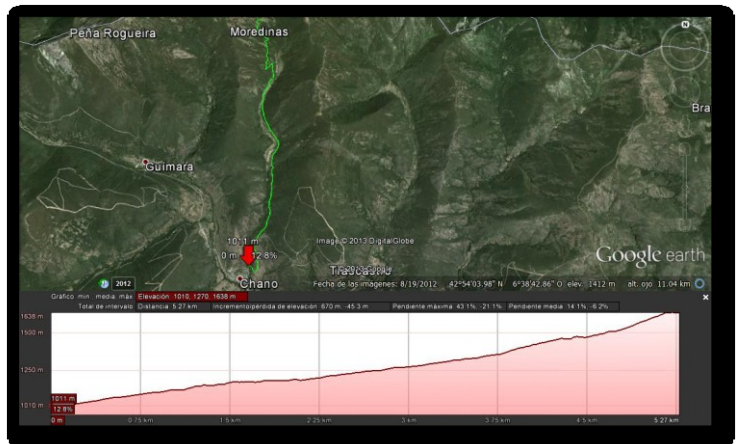 Peña Rogueira
Moredinas
Bra
Guimara
1011 m
0 m 12.8%
Image © 2013 DigitalGlobe
Google earth
2012
Chano
Fecha de las imágenes: 8/19/2012 42°54'03.98" N 6°38'42.86" O elev. 1412 m alt. ojo 11.04 km
Gráfico mín., media, máx. Elevación: 1010, 1270, 1638 m
Total de intervalo Distancia: 5.27 km Incremento/pérdida de elevación: 670 m, -45.3 m Pendiente máxima: 43.1%, -21.1% Pendiente media: 14.1%, -6.2%
1638 m
1500 m
1250 m
1010 m
1011 m
12.8%
0 m
0.75 km
1.5 km
2.25 km
3 km
3.75 km
4.5 km
5.27 km